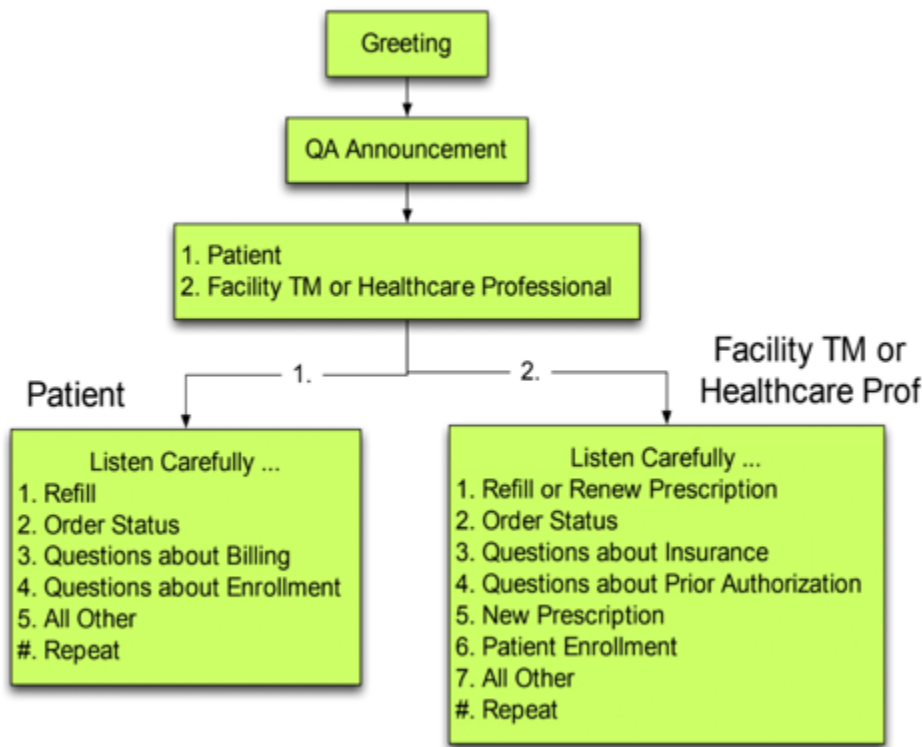 Greeting
QA Announcement
1. Patient
2. Facility TM or Healthcare Professional
1.
2.
Patient
Facility TM or
Healthcare Prof
Listen Carefully ...
1. Refill
2. Order Status
3. Questions about Billing
4. Questions about Enrollment
5. All Other
#. Repeat
Listen Carefully ...
1. Refill or Renew Prescription
2. Order Status
3. Questions about Insurance
4. Questions about Prior Authorization
5. New Prescription
6. Patient Enrollment
7. All Other
#. Repeat